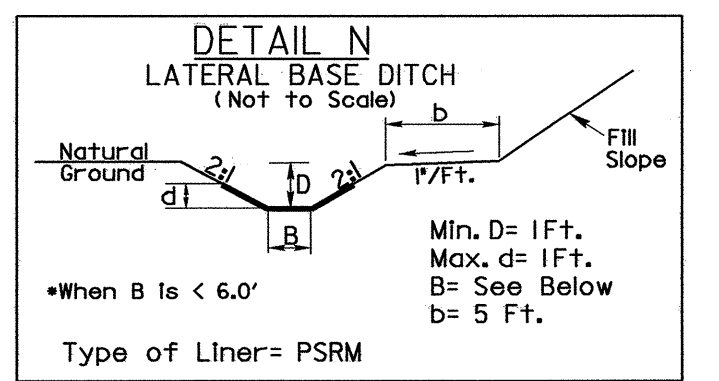 DETAIL N
LATERAL BASE DITCH
(Not to Scale)
b
Natural
Ground
2:1
D
2:1
1"/Ft.
Fill
Slope
d
B
Min. D= 1Ft.
Max. d= 1Ft.
B= See Below
b= 5 Ft.
*When B is < 6.0'
Type of Liner= PSRM